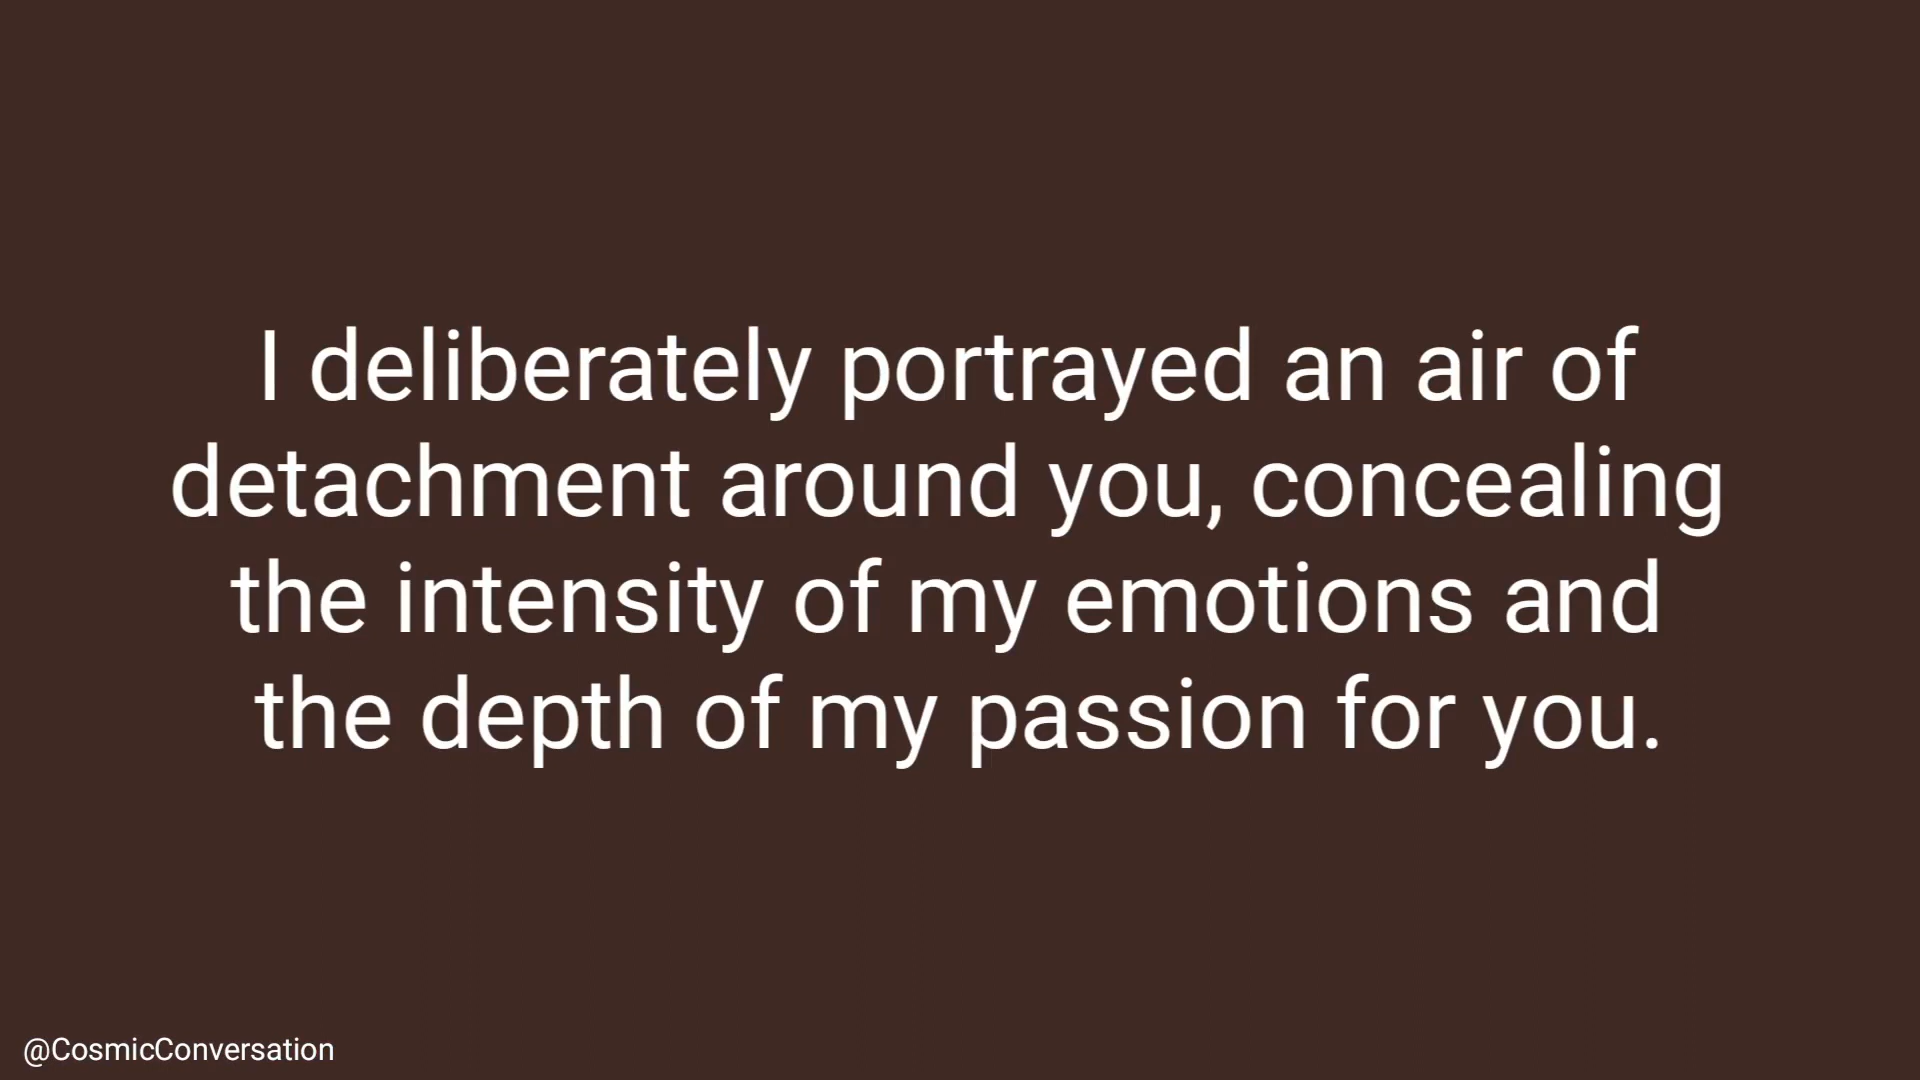 I deliberately portrayed an air of
detachment around you, concealing
the intensity of my emotions and
the depth of my passion for you.
@CosmicConversation